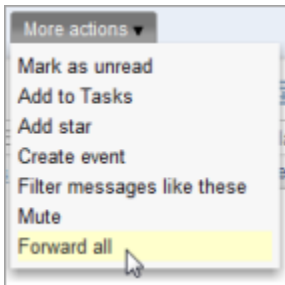 More actions
Mark as unread
Add to Tasks
Add star
Create event
Filter messages like these
Mute
Forward all